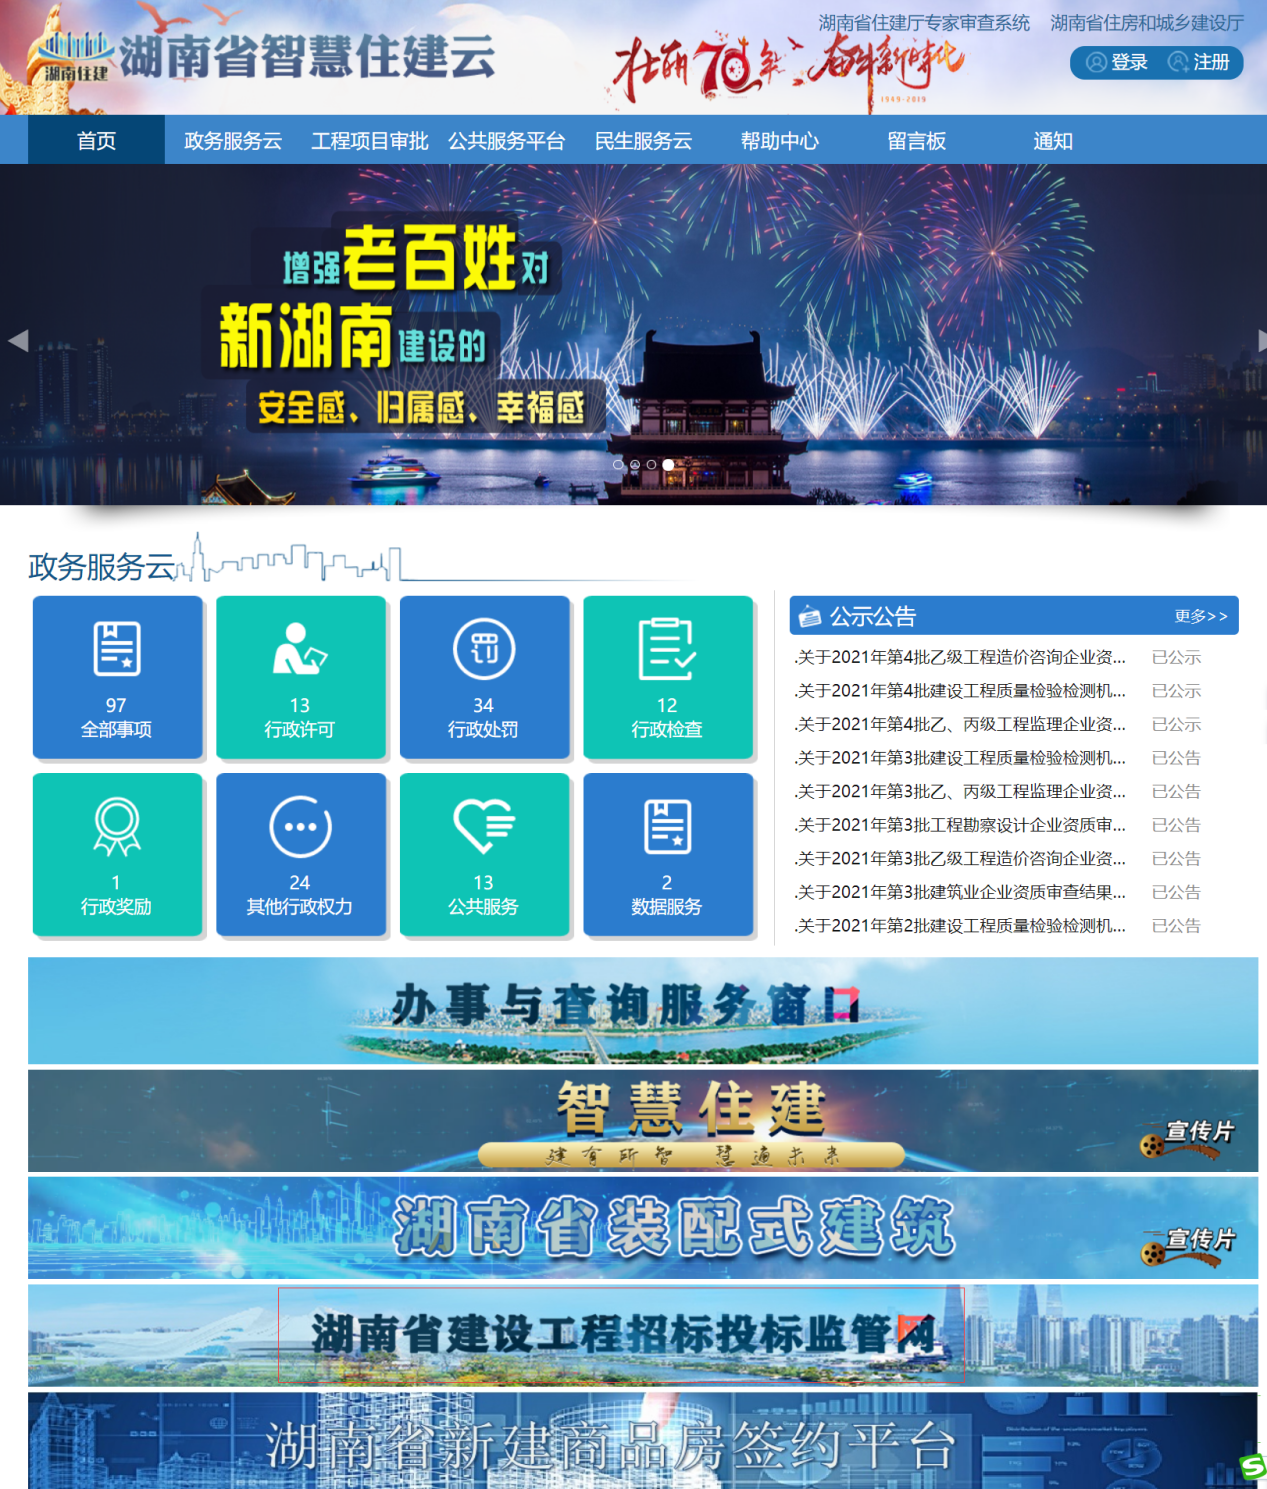 湖南省住建厅专家审查系统 湖南省住房和城乡建设厅
湖南住建
湖南省智慧住建云
壮丽70年 奋斗新时代
1949-2019
登录 注册
首页 政务服务云 工程项目审批 公共服务平台 民生服务云 帮助中心 留言板 通知
增强老百姓对
新湖南建设的
安全感、归属感、幸福感
政务服务云
97
全部事项
13
行政许可
34
行政处罚
12
行政检查
1
行政奖励
24
其他行政权力
13
公共服务
2
数据服务
公示公告 更多>>
.关于2021年第4批乙级工程造价咨询企业资... 已公示
.关于2021年第4批建设工程质量检验检测机... 已公示
.关于2021年第4批乙、丙级工程监理企业资... 已公示
.关于2021年第3批建设工程质量检验检测机... 已公告
.关于2021年第3批乙、丙级工程监理企业资... 已公告
.关于2021年第3批工程勘察设计企业资质审... 已公告
.关于2021年第3批乙级工程造价咨询企业资... 已公告
.关于2021年第3批建筑业企业资质审查结果... 已公告
.关于2021年第2批建设工程质量检验检测机... 已公告
办事与查询服务窗口
智慧住建
建有所智 慧通未来
宣传片
湖南省装配式建筑
宣传片
湖南省建设工程招标投标监管网
湖南省新建商品房签约平台